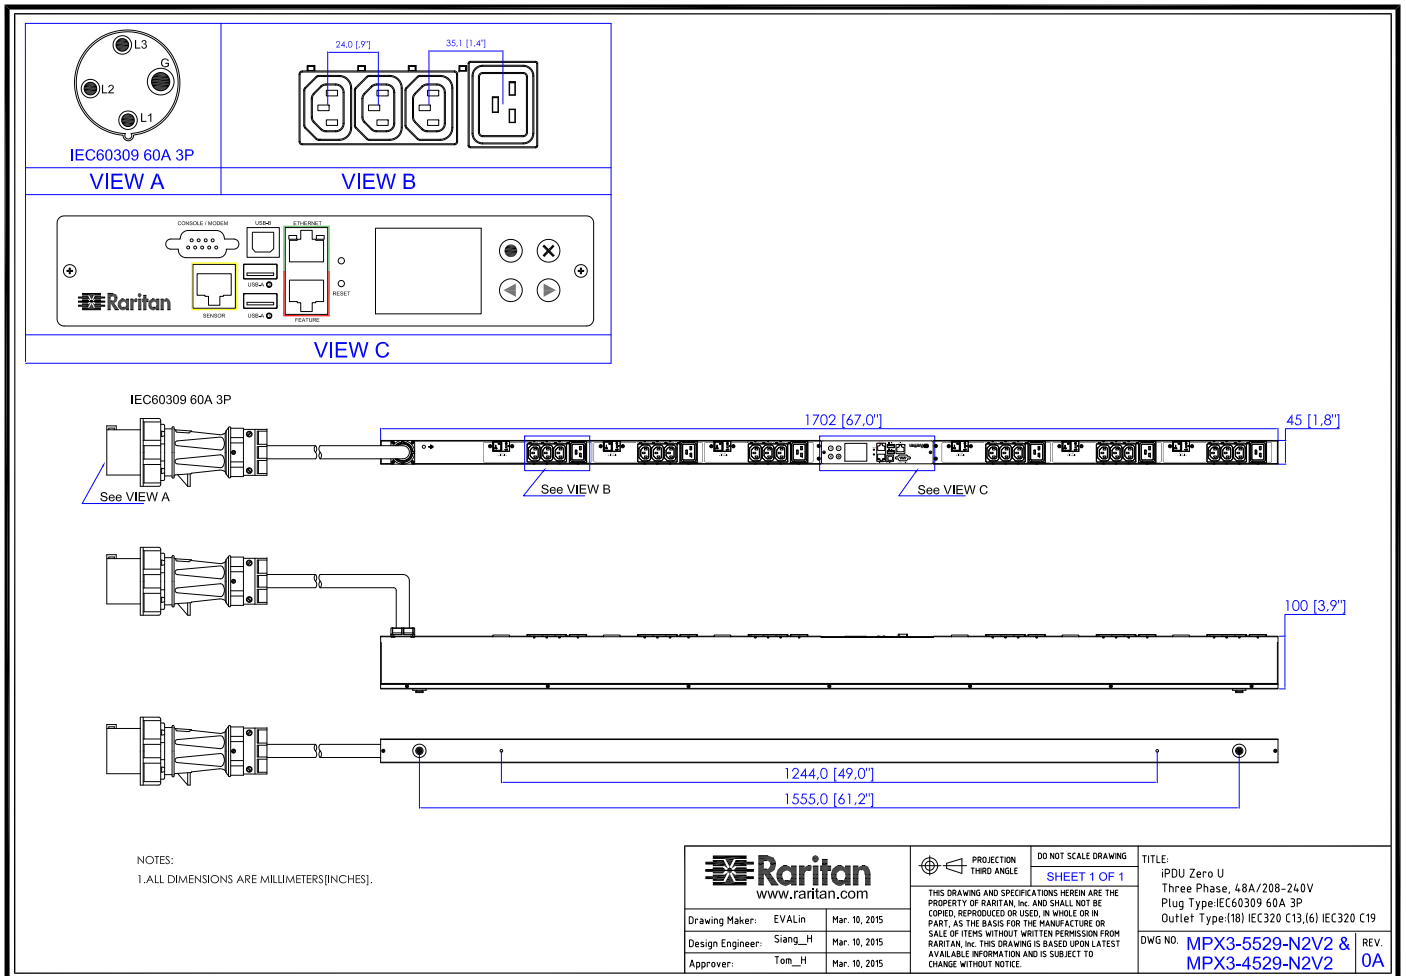 L3
G
L2
L1
IEC60309 60A 3P
VIEW A
24,0 [,9"]
35,1 [1,4"]
VIEW B
CONSOLE / MODEM
USB-B
ETHERNET
USB-A
RESET
Raritan
SENSOR
USB-A
FEATURE
VIEW C
IEC60309 60A 3P
1702 [67,0"]
45 [1,8"]
See VIEW A
See VIEW B
See VIEW C
100 [3,9"]
1244,0 [49,0"]
1555,0 [61,2"]
NOTES:
1.ALL DIMENSIONS ARE MILLIMETERS[INCHES].
Raritan
www.raritan.com
Drawing Maker: EVALin Mar. 10, 2015
Design Engineer: Siang_H Mar. 10, 2015
Approver: Tom_H Mar. 10, 2015
PROJECTION
THIRD ANGLE
DO NOT SCALE DRAWING
SHEET 1 OF 1
THIS DRAWING AND SPECIFICATIONS HEREIN ARE THE
PROPERTY OF RARITAN, Inc. AND SHALL NOT BE
COPIED, REPRODUCED OR USED, IN WHOLE OR IN
PART, AS THE BASIS FOR THE MANUFACTURE OR
SALE OF ITEMS WITHOUT WRITTEN PERMISSION FROM
RARITAN, Inc. THIS DRAWING IS BASED UPON LATEST
AVAILABLE INFORMATION AND IS SUBJECT TO
CHANGE WITHOUT NOTICE.
TITLE:
iPDU Zero U
Three Phase, 48A/208-240V
Plug Type:IEC60309 60A 3P
Outlet Type:(18) IEC320 C13,(6) IEC320 C19
DWG NO. MPX3-5529-N2V2 &
MPX3-4529-N2V2
REV.
0A